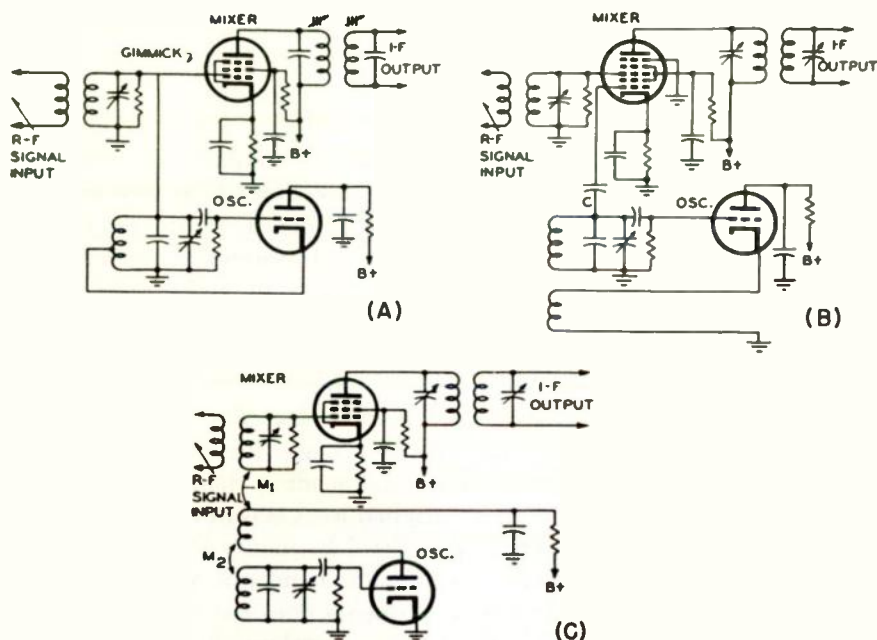 MIXER
GIMMICK
I-F
OUTPUT
R-F
SIGNAL
INPUT
B+
OSC.
B+
(A)
MIXER
I-F
OUTPUT
R-F
SIGNAL
INPUT
B+
C
OSC.
B+
(B)
MIXER
I-F
OUTPUT
R-F
SIGNAL
INPUT
M1
B+
M2
OSC.
B+
(C)